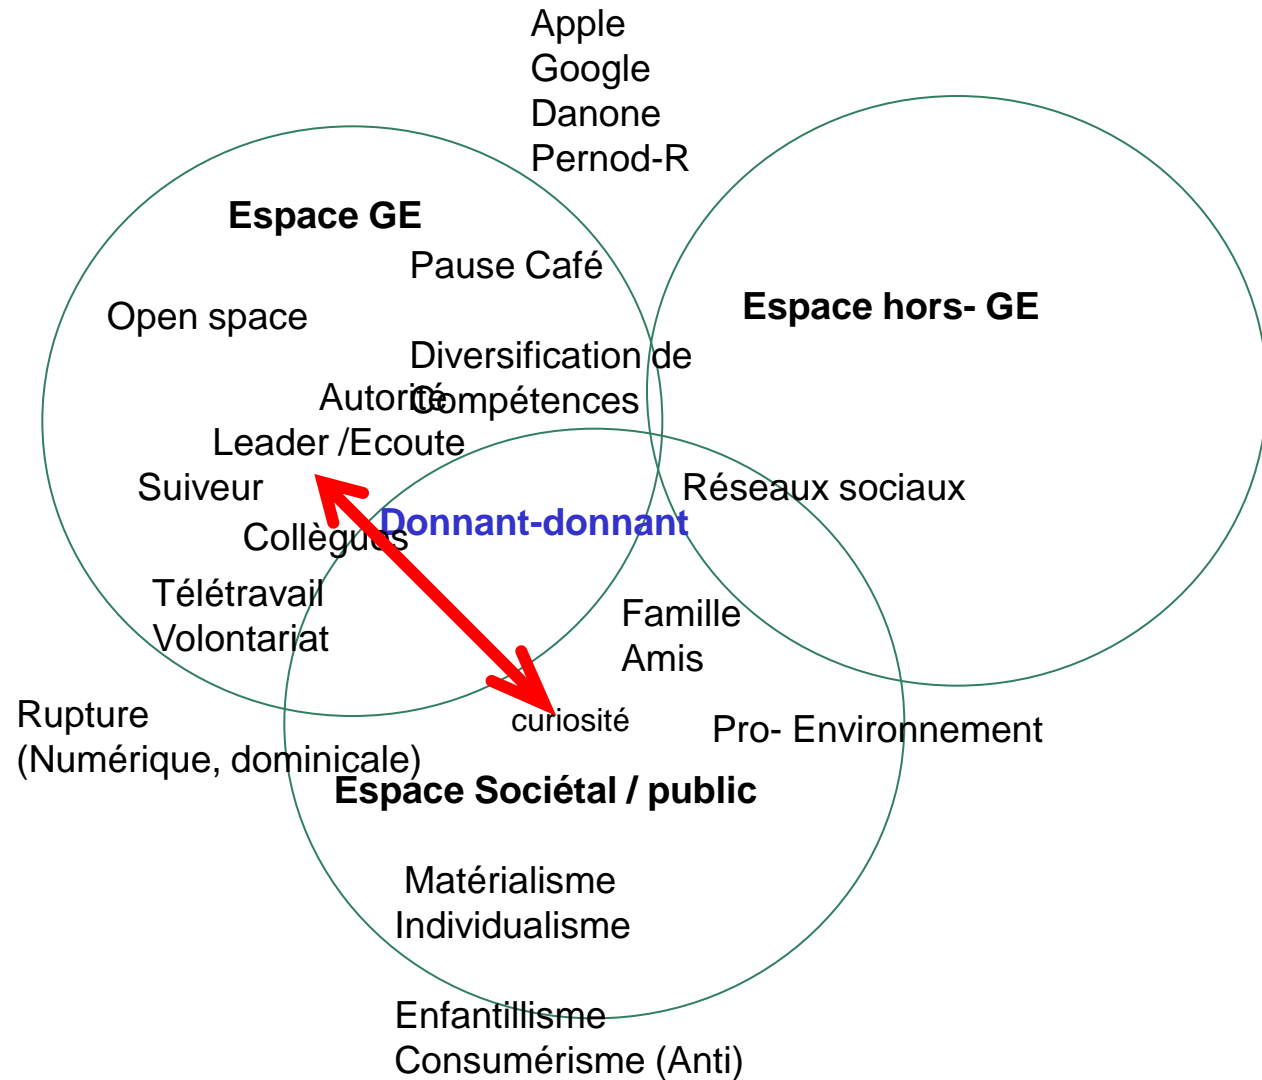 Apple
Google
Danone
Pernod-R
Espace GE
Pause Café
Espace hors- GE
Open space
Diversification de
Compétences
Autorité
Leader /Ecoute
Suiveur
Réseaux sociaux
Donnant-donnant
Collègues
Télétravail
Volontariat
Famille
Amis
Rupture
(Numérique, dominicale)
curiosité
Pro- Environnement
Espace Sociétal / public
Matérialisme
Individualisme
Enfantillisme
Consumérisme (Anti)